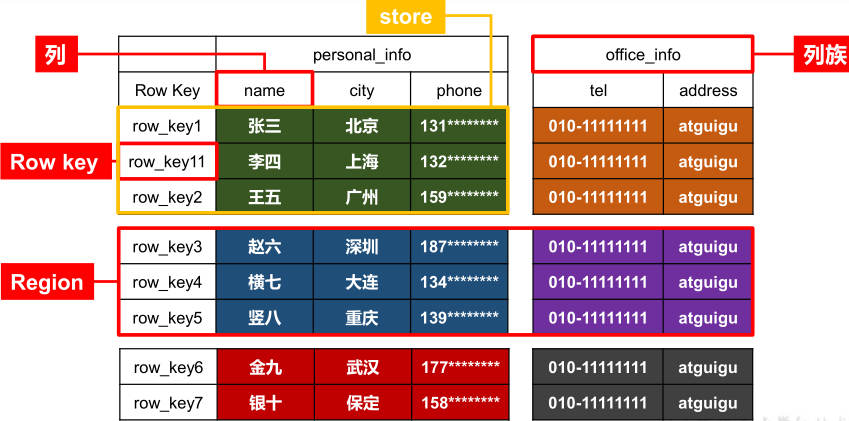 store
列 personal_info office_info 列族
Row Key name city phone tel address
row_key1 张三 北京 131******** 010-11111111 atguigu
Row key row_key11 李四 上海 132******** 010-11111111 atguigu
row_key2 王五 广州 159******** 010-11111111 atguigu
row_key3 赵六 深圳 187******** 010-11111111 atguigu
Region row_key4 横七 大连 134******** 010-11111111 atguigu
row_key5 竖八 重庆 139******** 010-11111111 atguigu
row_key6 金九 武汉 177******** 010-11111111 atguigu
row_key7 银十 保定 158******** 010-11111111 atguigu